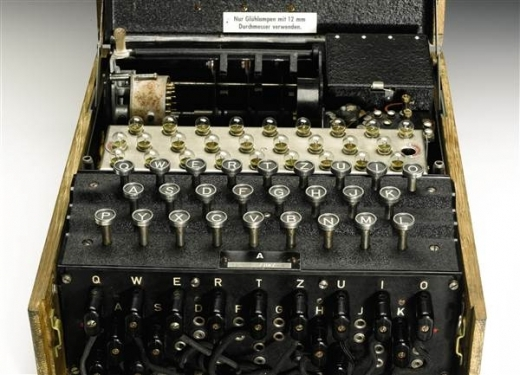 Nur Glühlampen mit 12 mm
Durchmesser verwenden.
Q W E R T Z U I O
A S D F G H J K
P Y X C V B N M L
A
Q W E R T Z U I O
A S D F G H J K